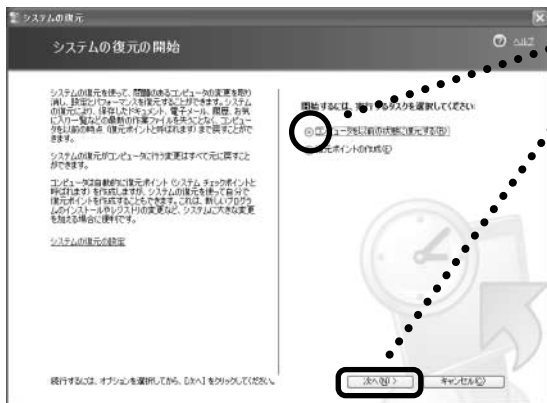 システムの復元
システムの復元の開始
ヘルプ
システムの復元を使って、問題のあるコンピュータの変更を取り
消し、設定とパフォーマンスを復元することができます。システム
の復元により、保存したドキュメント、電子メール、履歴、お気
に入り一覧などの最新の作業ファイルを失うことなく、コンピュー
タを以前の時点 (復元ポイントと呼ばれます) まで戻すことがで
きます。
システムの復元がコンピュータに行う変更はすべて元に戻すこと
ができます。
コンピュータは自動的に復元ポイント (システム チェックポイントと
呼ばれます) を作成しますが、システムの復元を使って自分で
復元ポイントを作成することもできます。これは、新しいプログラ
ムのインストールやレジストリの変更など、システムに大きな変更
を加える場合に便利です。
システムの復元の設定
開始するには、実行するタスクを選択してください:
コンピュータを以前の状態に復元する(R)
復元ポイントの作成(E)
続行するには、オプションを選択してから、[次へ] をクリックしてください。
次へ(N) >
キャンセル(C)